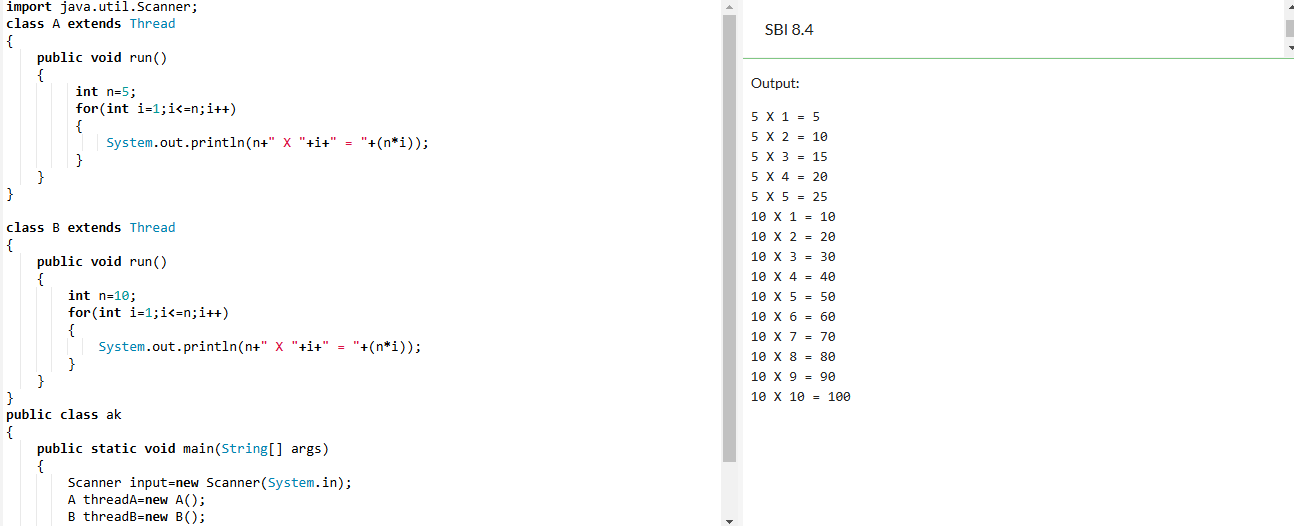 import java.util.Scanner;
class A extends Thread
{
    public void run()
    {
         int n=5;
         for(int i=1;i<=n;i++)
         {
             System.out.println(n+" X "+i+" = "+(n*i));
         }
    }
}

class B extends Thread
{
    public void run()
    {
        int n=10;
        for(int i=1;i<=n;i++)
        {
            System.out.println(n+" X "+i+" = "+(n*i));
        }
    }
}
public class ak
{
    public static void main(String[] args)
    {
        Scanner input=new Scanner(System.in);
        A threadA=new A();
        B threadB=new B();
SBI 8.4
Output:
5 X 1 = 5
5 X 2 = 10
5 X 3 = 15
5 X 4 = 20
5 X 5 = 25
10 X 1 = 10
10 X 2 = 20
10 X 3 = 30
10 X 4 = 40
10 X 5 = 50
10 X 6 = 60
10 X 7 = 70
10 X 8 = 80
10 X 9 = 90
10 X 10 = 100